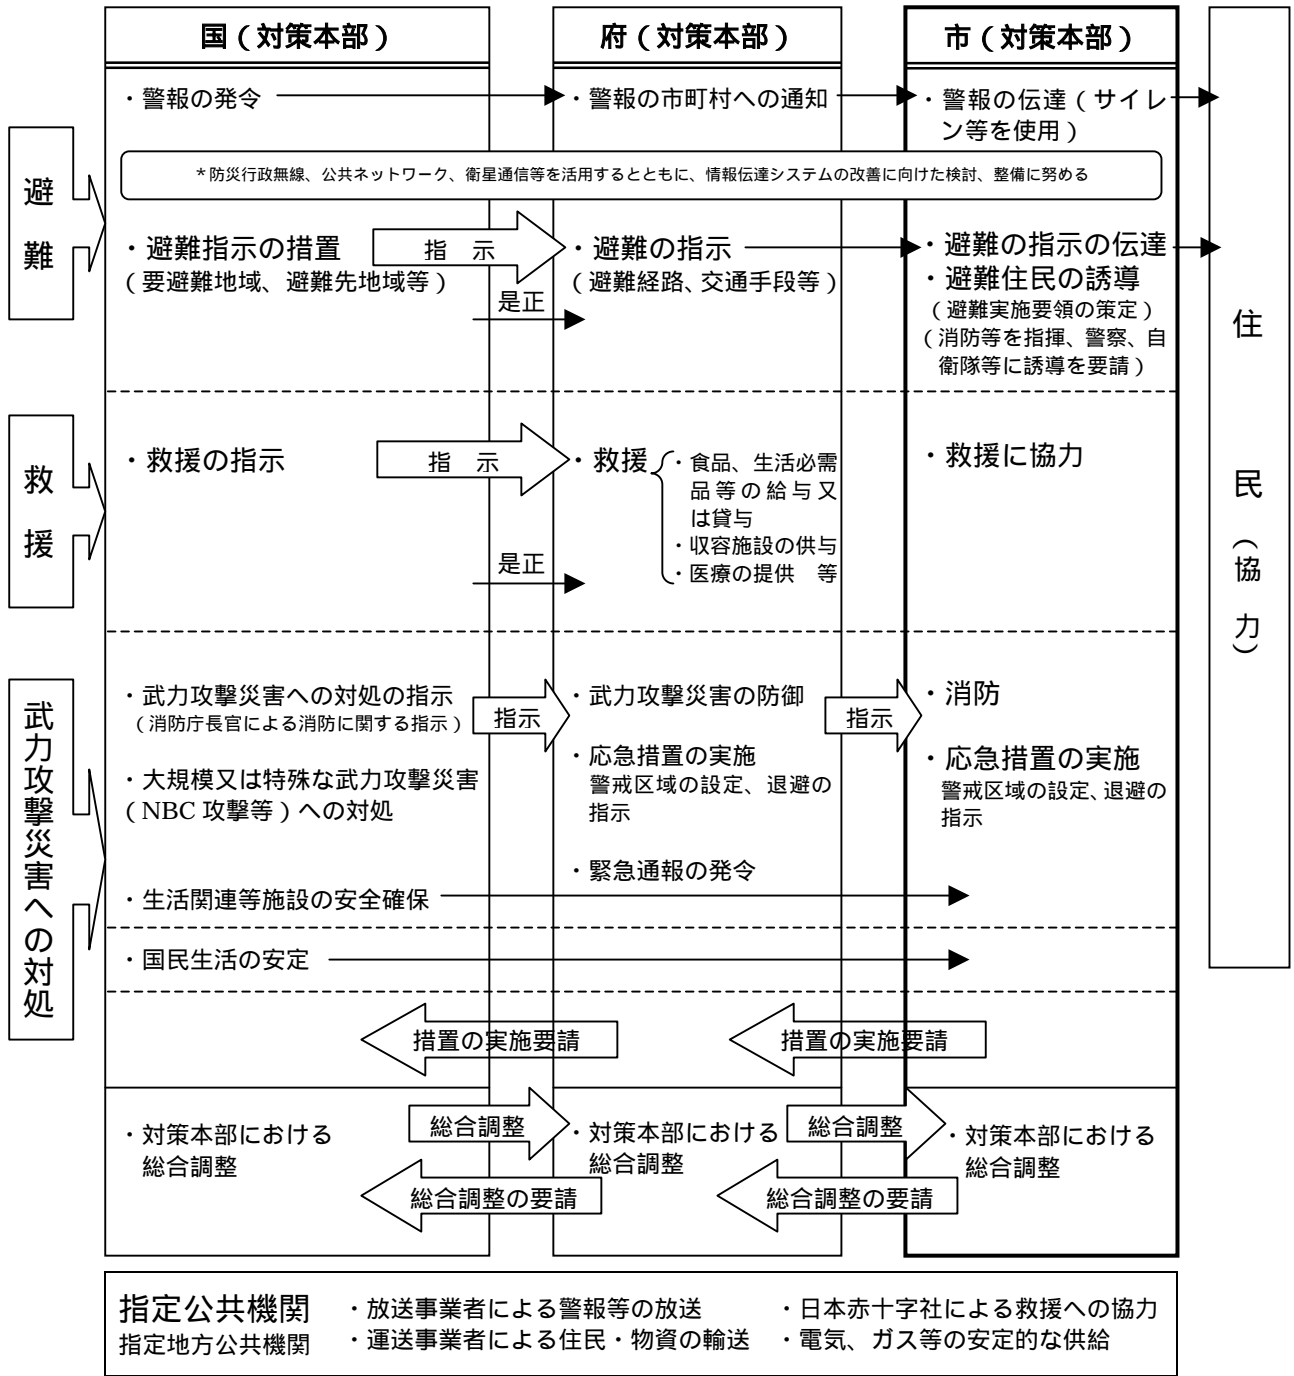 国（対策本部）
府（対策本部）
市（対策本部）
避難
・警報の発令
・警報の市町村への通知
・警報の伝達（サイレ
ン等を使用）
*防災行政無線、公共ネットワーク、衛星通信等を活用するとともに、情報伝達システムの改善に向けた検討、整備に努める
・避難指示の措置
（要避難地域、避難先地域等）
指　示
是正
・避難の指示
（避難経路、交通手段等）
・避難の指示の伝達
・避難住民の誘導
（避難実施要領の策定）
（消防等を指揮、警察、自
衛隊等に誘導を要請）
救援
・救援の指示
指　示
是正
・救援
・食品、生活必需
品等の給与又
は貸与
・収容施設の供与
・医療の提供　等
・救援に協力
武力攻撃災害への対処
・武力攻撃災害への対処の指示
（消防庁長官による消防に関する指示）
指示
・武力攻撃災害の防御
指示
・消防
・大規模又は特殊な武力攻撃災害
（NBC 攻撃等）への対処
・応急措置の実施
警戒区域の設定、退避の
指示
・応急措置の実施
警戒区域の設定、退避の
指示
・緊急通報の発令
・生活関連等施設の安全確保
・国民生活の安定
措置の実施要請
措置の実施要請
・対策本部における
総合調整
総合調整
総合調整の要請
・対策本部における
総合調整
総合調整
総合調整の要請
・対策本部における
総合調整
住民（協力）
指定公共機関
指定地方公共機関
・放送事業者による警報等の放送
・運送事業者による住民・物資の輸送
・日本赤十字社による救援への協力
・電気、ガス等の安定的な供給